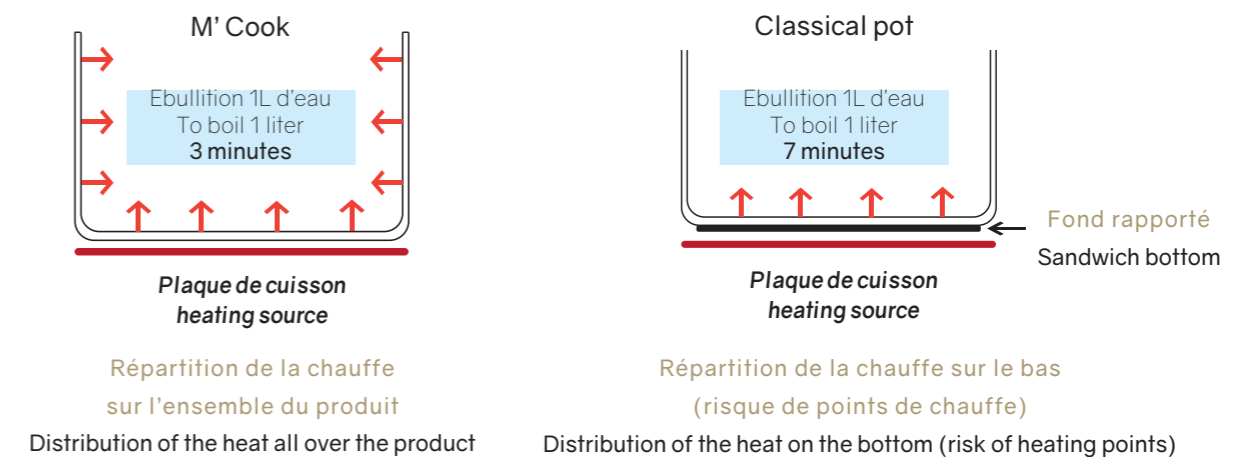 M' Cook
Ebullition 1L d'eau
To boil 1 liter
3 minutes
Plaque de cuisson
heating source
Répartition de la chauffe
sur l'ensemble du produit
Distribution of the heat all over the product
Classical pot
Ebullition 1L d'eau
To boil 1 liter
7 minutes
Fond rapporté
Sandwich bottom
Plaque de cuisson
heating source
Répartition de la chauffe sur le bas
(risque de points de chauffe)
Distribution of the heat on the bottom (risk of heating points)